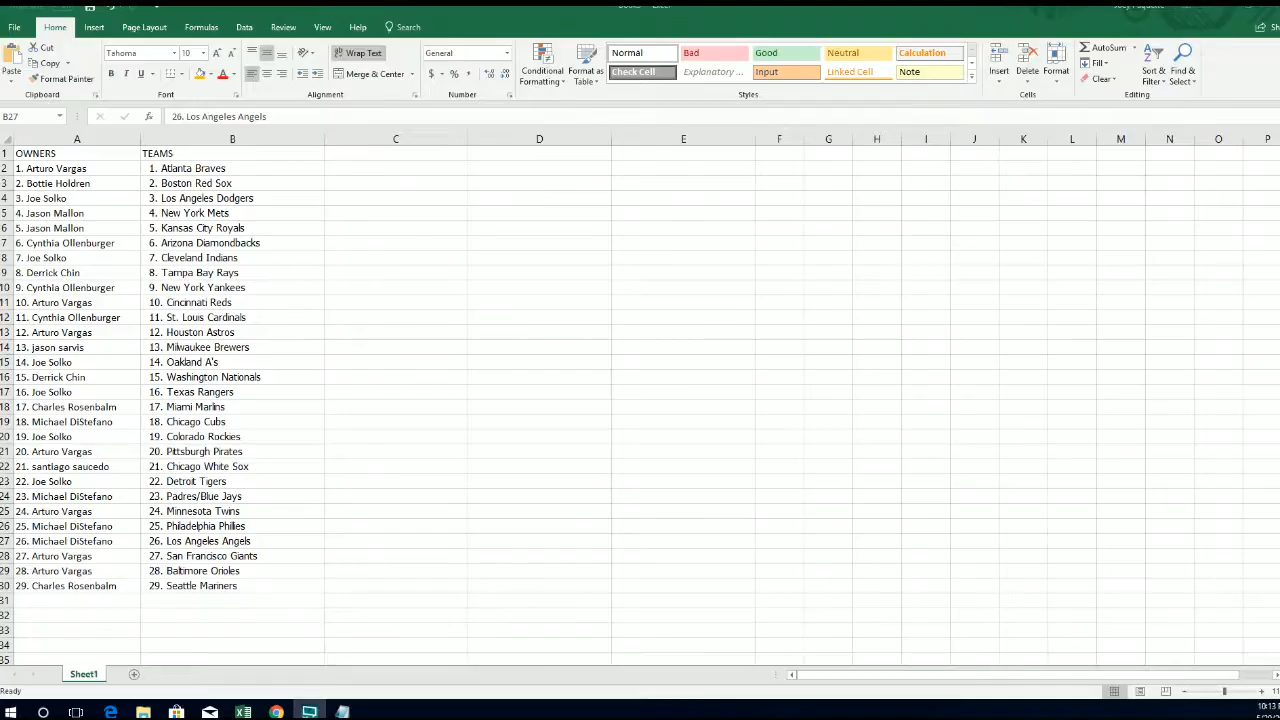 File Home Insert Page Layout Formulas Data Review View Help Search
Cut Tahoma 10 Wrap Text General Normal Bad Good Neutral Calculation AutoSum
Copy Fill
Paste Format Painter B I U Merge & Center $ % Conditional Formatting Format as Table Check Cell Explanatory ... Input Linked Cell Note Insert Delete Format Clear Sort & Filter Find & Select
Clipboard Font Alignment Number Styles Cells Editing
B27 fx 26. Los Angeles Angels
A B C D E F G H I J K L M N O P
1 OWNERS TEAMS
2 1. Arturo Vargas 1. Atlanta Braves
3 2. Bottie Holdren 2. Boston Red Sox
4 3. Joe Solko 3. Los Angeles Dodgers
5 4. Jason Mallon 4. New York Mets
6 5. Jason Mallon 5. Kansas City Royals
7 6. Cynthia Ollenburger 6. Arizona Diamondbacks
8 7. Joe Solko 7. Cleveland Indians
9 8. Derrick Chin 8. Tampa Bay Rays
10 9. Cynthia Ollenburger 9. New York Yankees
11 10. Arturo Vargas 10. Cincinnati Reds
12 11. Cynthia Ollenburger 11. St. Louis Cardinals
13 12. Arturo Vargas 12. Houston Astros
14 13. jason sarvis 13. Milwaukee Brewers
15 14. Joe Solko 14. Oakland A's
16 15. Derrick Chin 15. Washington Nationals
17 16. Joe Solko 16. Texas Rangers
18 17. Charles Rosenbalm 17. Miami Marlins
19 18. Michael DiStefano 18. Chicago Cubs
20 19. Joe Solko 19. Colorado Rockies
21 20. Arturo Vargas 20. Pittsburgh Pirates
22 21. santiago saucedo 21. Chicago White Sox
23 22. Joe Solko 22. Detroit Tigers
24 23. Michael DiStefano 23. Padres/Blue Jays
25 24. Arturo Vargas 24. Minnesota Twins
26 25. Michael DiStefano 25. Philadelphia Phillies
27 26. Michael DiStefano 26. Los Angeles Angels
28 27. Arturo Vargas 27. San Francisco Giants
29 28. Arturo Vargas 28. Baltimore Orioles
30 29. Charles Rosenbalm 29. Seattle Mariners
31
32
33
34
35
Sheet1
Ready
10:13